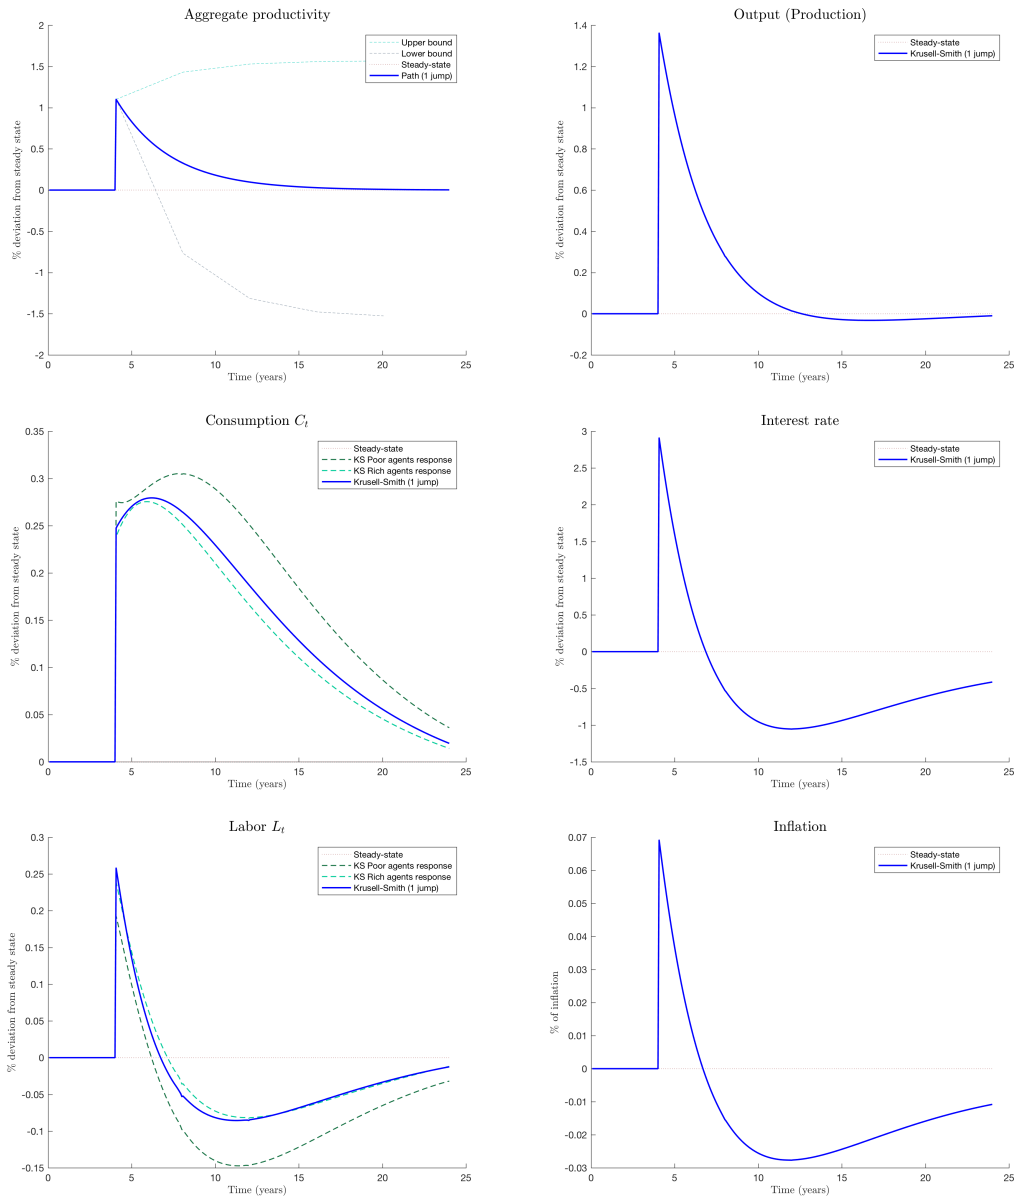 Aggregate productivity
% deviation from steady state
2
1.5
1
0.5
0
-0.5
-1
-1.5
-2
Upper bound
Lower bound
Steady-state
Path (1 jump)
0 5 10 15 20 25
Time (years)
Output (Production)
% deviation from steady state
1.4
1.2
1
0.8
0.6
0.4
0.2
0
-0.2
Steady-state
Krusell-Smith (1 jump)
0 5 10 15 20 25
Time (years)
Consumption Cₜ
% deviation from steady state
0.35
0.3
0.25
0.2
0.15
0.1
0.05
0
Steady-state
KS Poor agents response
KS Rich agents response
Krusell-Smith (1 jump)
0 5 10 15 20 25
Time (years)
Interest rate
% deviation from steady state
3
2.5
2
1.5
1
0.5
0
-0.5
-1
-1.5
Steady-state
Krusell-Smith (1 jump)
0 5 10 15 20 25
Time (years)
Labor Lₜ
% deviation from steady state
0.3
0.25
0.2
0.15
0.1
0.05
0
-0.05
-0.1
-0.15
Steady-state
KS Poor agents response
KS Rich agents response
Krusell-Smith (1 jump)
0 5 10 15 20 25
Time (years)
Inflation
% of inflation
0.07
0.06
0.05
0.04
0.03
0.02
0.01
0
-0.01
-0.02
-0.03
Steady-state
Krusell-Smith (1 jump)
0 5 10 15 20 25
Time (years)